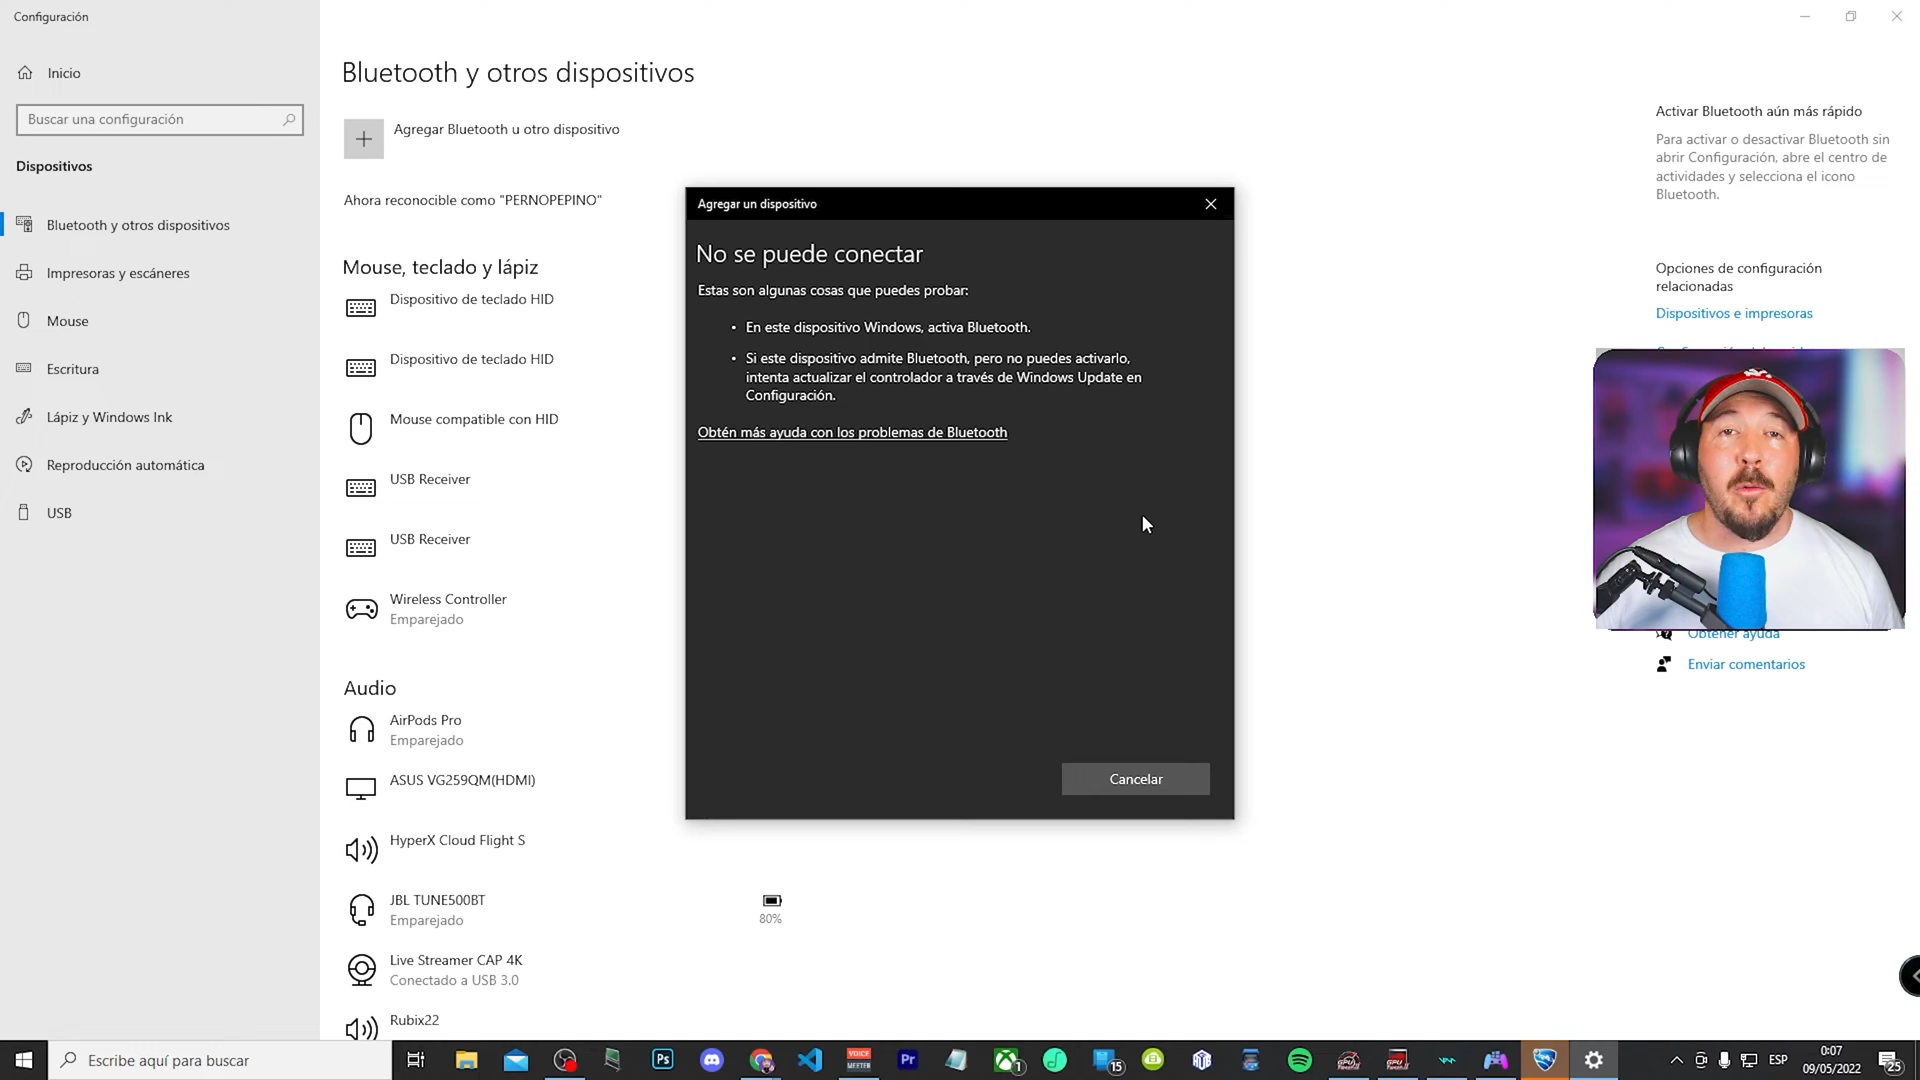 Configuración
Inicio
Buscar una configuración
Dispositivos
Bluetooth y otros dispositivos
Impresoras y escáneres
Mouse
Escritura
Lápiz y Windows Ink
Reproducción automática
USB
Bluetooth y otros dispositivos
Agregar Bluetooth u otro dispositivo
Ahora reconocible como "PERNOPEPINO"
Mouse, teclado y lápiz
Dispositivo de teclado HID
Dispositivo de teclado HID
Mouse compatible con HID
USB Receiver
USB Receiver
Wireless Controller
Emparejado
Audio
AirPods Pro
Emparejado
ASUS VG259QM(HDMI)
HyperX Cloud Flight S
JBL TUNE500BT
Emparejado
80%
Live Streamer CAP 4K
Conectado a USB 3.0
Rubix22
Agregar un dispositivo
No se puede conectar
Estas son algunas cosas que puedes probar:
• En este dispositivo Windows, activa Bluetooth.
• Si este dispositivo admite Bluetooth, pero no puedes activarlo,
intenta actualizar el controlador a través de Windows Update en
Configuración.
Obtén más ayuda con los problemas de Bluetooth
Cancelar
Activar Bluetooth aún más rápido
Para activar o desactivar Bluetooth sin
abrir Configuración, abre el centro de
actividades y selecciona el icono
Bluetooth.
Opciones de configuración
relacionadas
Dispositivos e impresoras
Obtener ayuda
Enviar comentarios
Escribe aquí para buscar
Ps
VOICE
MEETER
Pr
1
15
ESP
0:07
09/05/2022
25